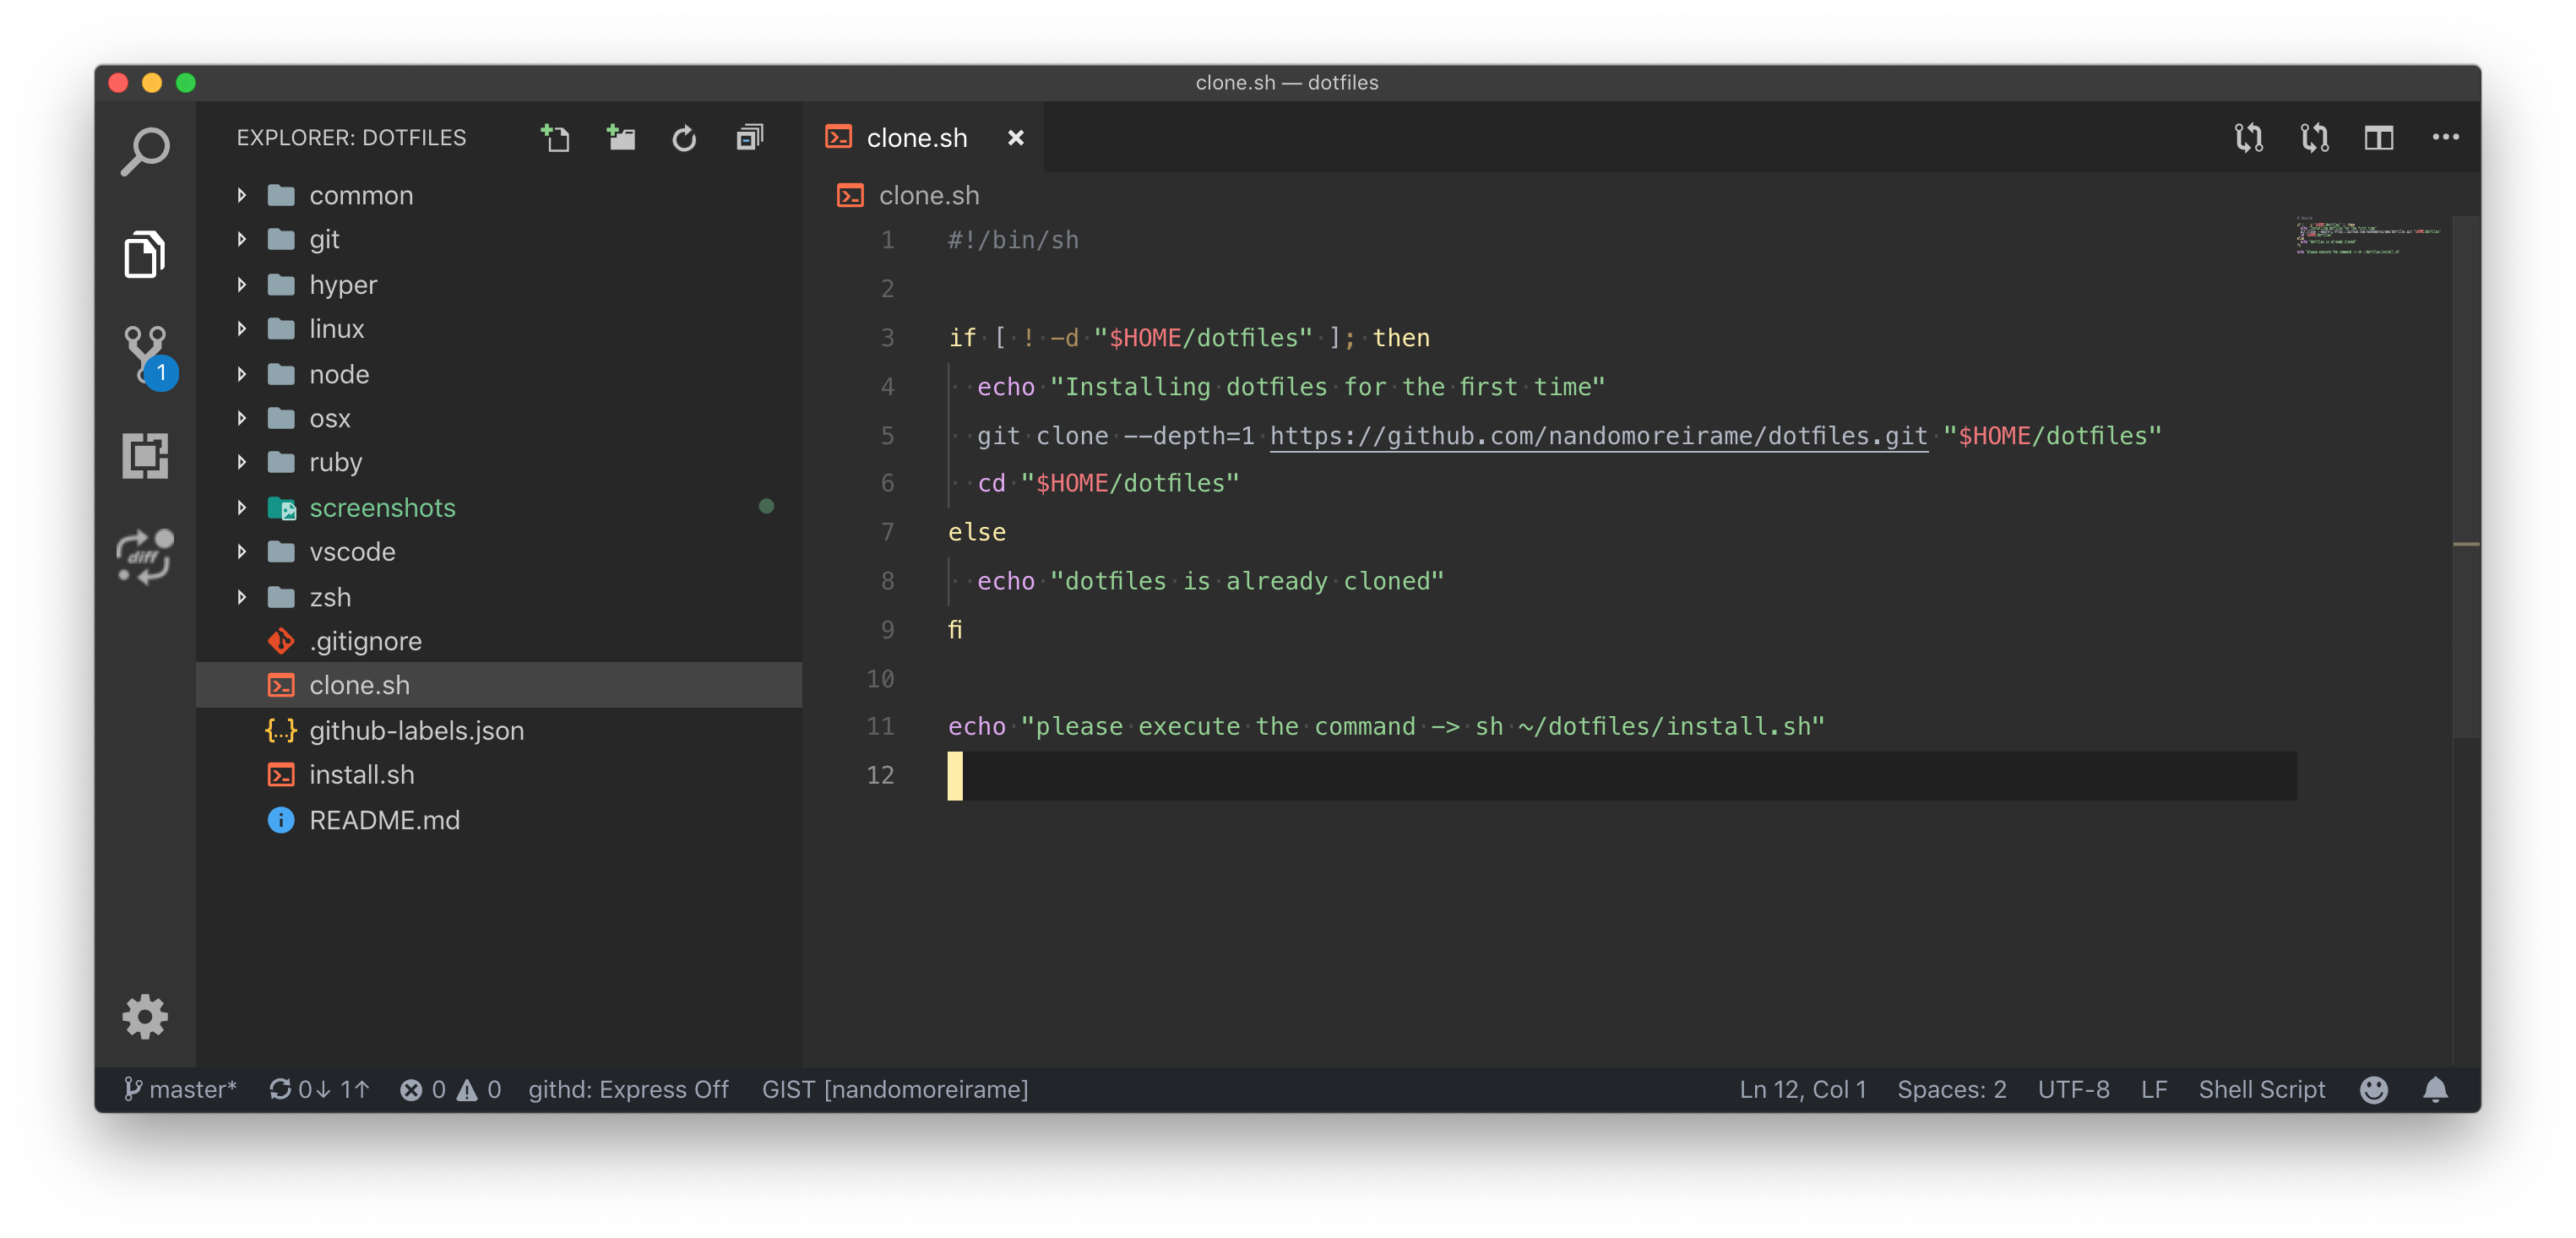 clone.sh — dotfiles
EXPLORER: DOTFILES
common
git
hyper
linux
node
osx
ruby
screenshots
vscode
zsh
.gitignore
clone.sh
github-labels.json
install.sh
README.md
1
diff
clone.sh
clone.sh
1 #!/bin/sh
2
3 if [ ! -d "$HOME/dotfiles" ]; then
4 echo "Installing dotfiles for the first time"
5 git clone --depth=1 https://github.com/nandomoreirame/dotfiles.git "$HOME/dotfiles"
6 cd "$HOME/dotfiles"
7 else
8 echo "dotfiles is already cloned"
9 fi
10
11 echo "please execute the command -> sh ~/dotfiles/install.sh"
12
master* 0↓ 1↑ 0 0 githd: Express Off GIST [nandomoreirame] Ln 12, Col 1 Spaces: 2 UTF-8 LF Shell Script